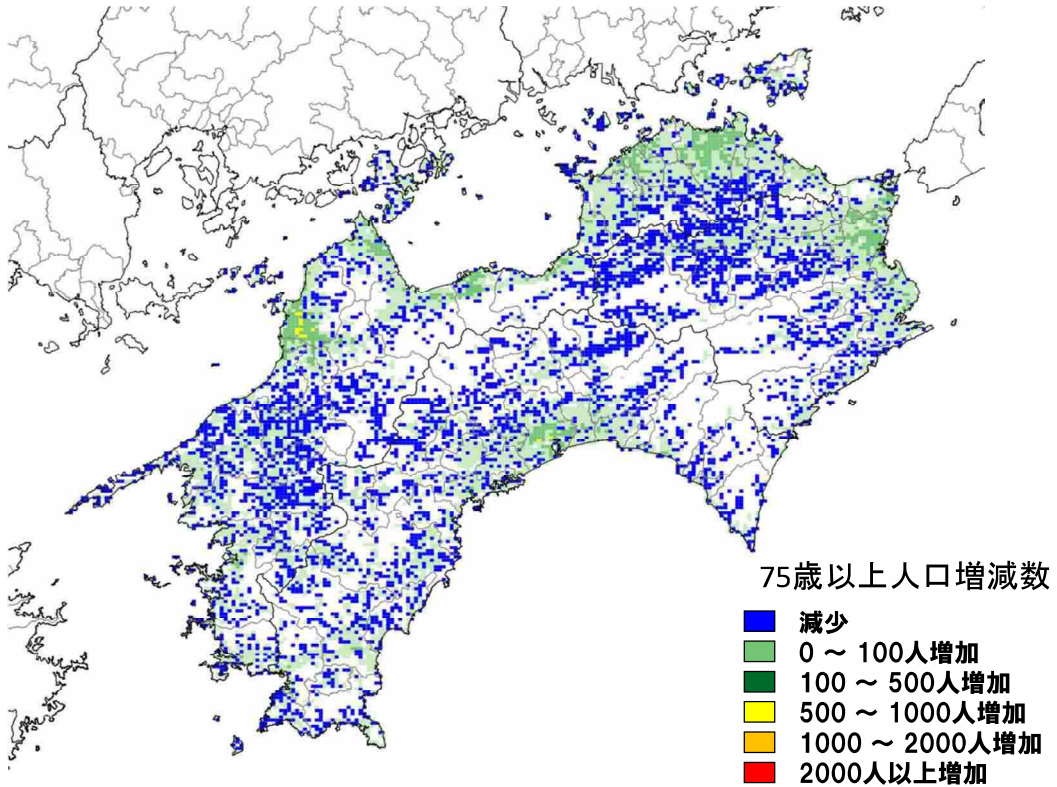 75歳以上人口増減数
減少
0 ～ 100人増加
100 ～ 500人増加
500 ～ 1000人増加
1000 ～ 2000人増加
2000人以上増加